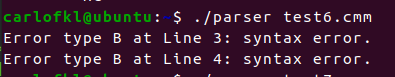 carlofkl@ubuntu:~$ ./parser test6.cmm
Error type B at Line 3: syntax error.
Error type B at Line 4: syntax error.